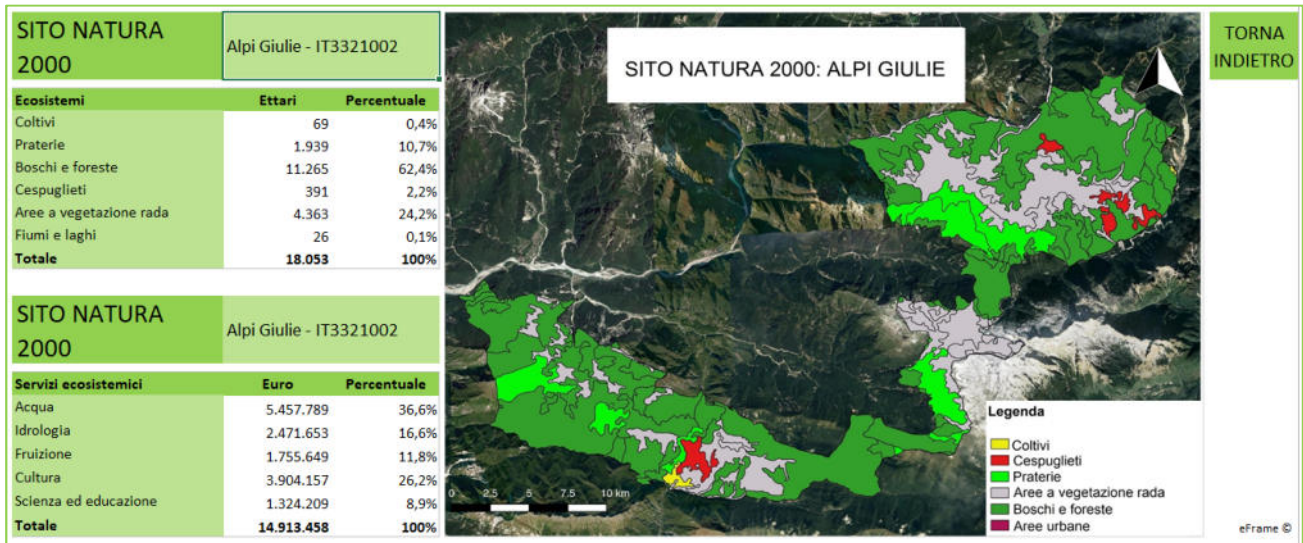 SITO NATURA
2000
Alpi Giulie - IT3321002
Ecosistemi Ettari Percentuale
Coltivi 69 0,4%
Praterie 1.939 10,7%
Boschi e foreste 11.265 62,4%
Cespuglieti 391 2,2%
Aree a vegetazione rada 4.363 24,2%
Fiumi e laghi 26 0,1%
Totale 18.053 100%
SITO NATURA
2000
Alpi Giulie - IT3321002
Servizi ecosistemici Euro Percentuale
Acqua 5.457.789 36,6%
Idrologia 2.471.653 16,6%
Fruizione 1.755.649 11,8%
Cultura 3.904.157 26,2%
Scienza ed educazione 1.324.209 8,9%
Totale 14.913.458 100%
SITO NATURA 2000: ALPI GIULIE
0 2.5 5 7.5 10 km
Legenda
Coltivi
Cespuglieti
Praterie
Aree a vegetazione rada
Boschi e foreste
Aree urbane
TORNA
INDIETRO
eFrame ©